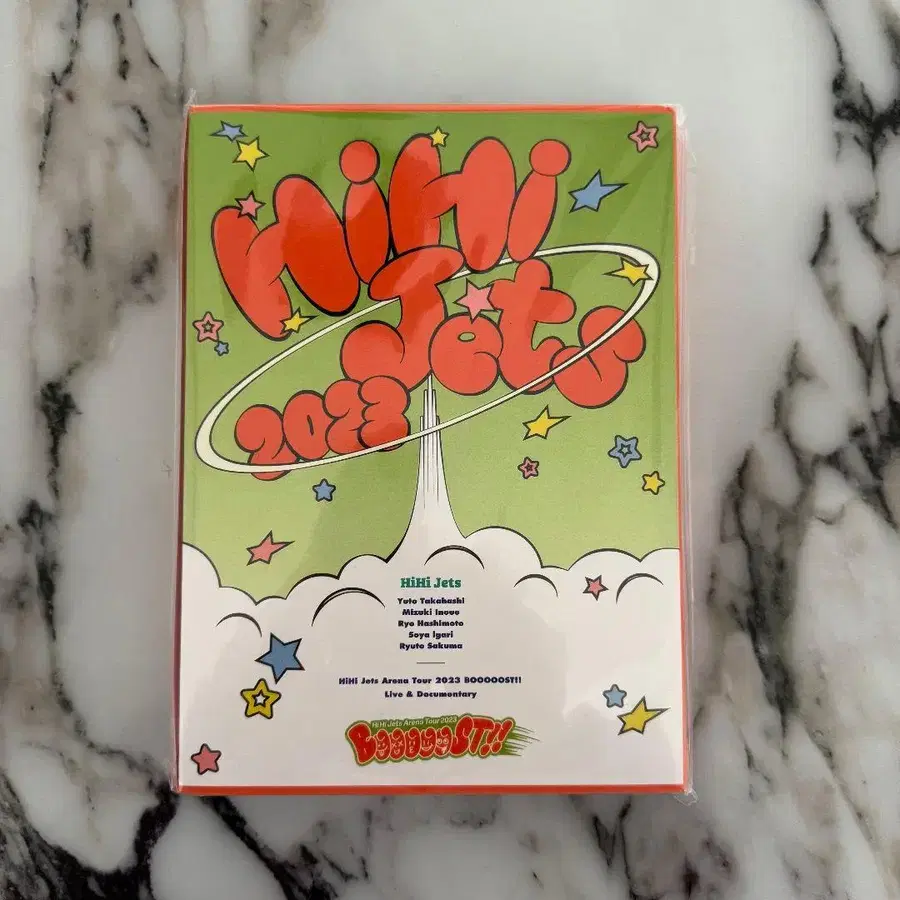 HiHi
Jets
2023
HiHi Jets
Yuto Takahashi
Mizuki Inoue
Ryo Hashimoto
Soya Igari
Ryuto Sakuma
HiHi Jets Arena Tour 2023 BOOOOOST!!
Live & Documentary
HiHi Jets Arena Tour 2023
BOOOOOST!!